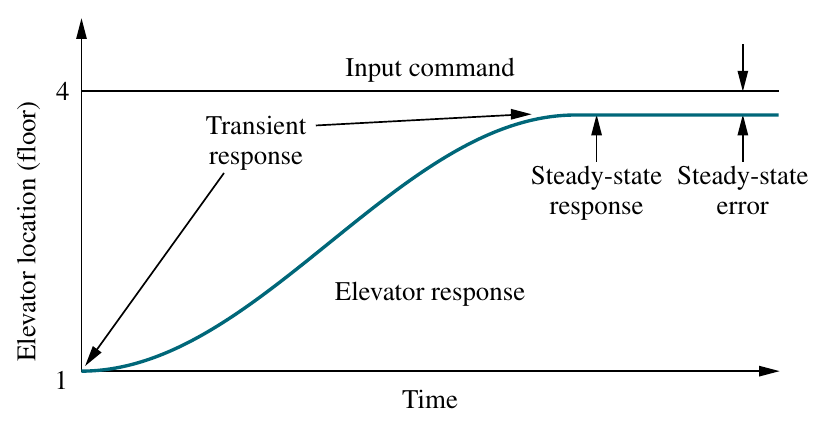 Input command
4
Transient
response
Steady-state
response
Steady-state
error
Elevator location (floor)
Elevator response
1
Time